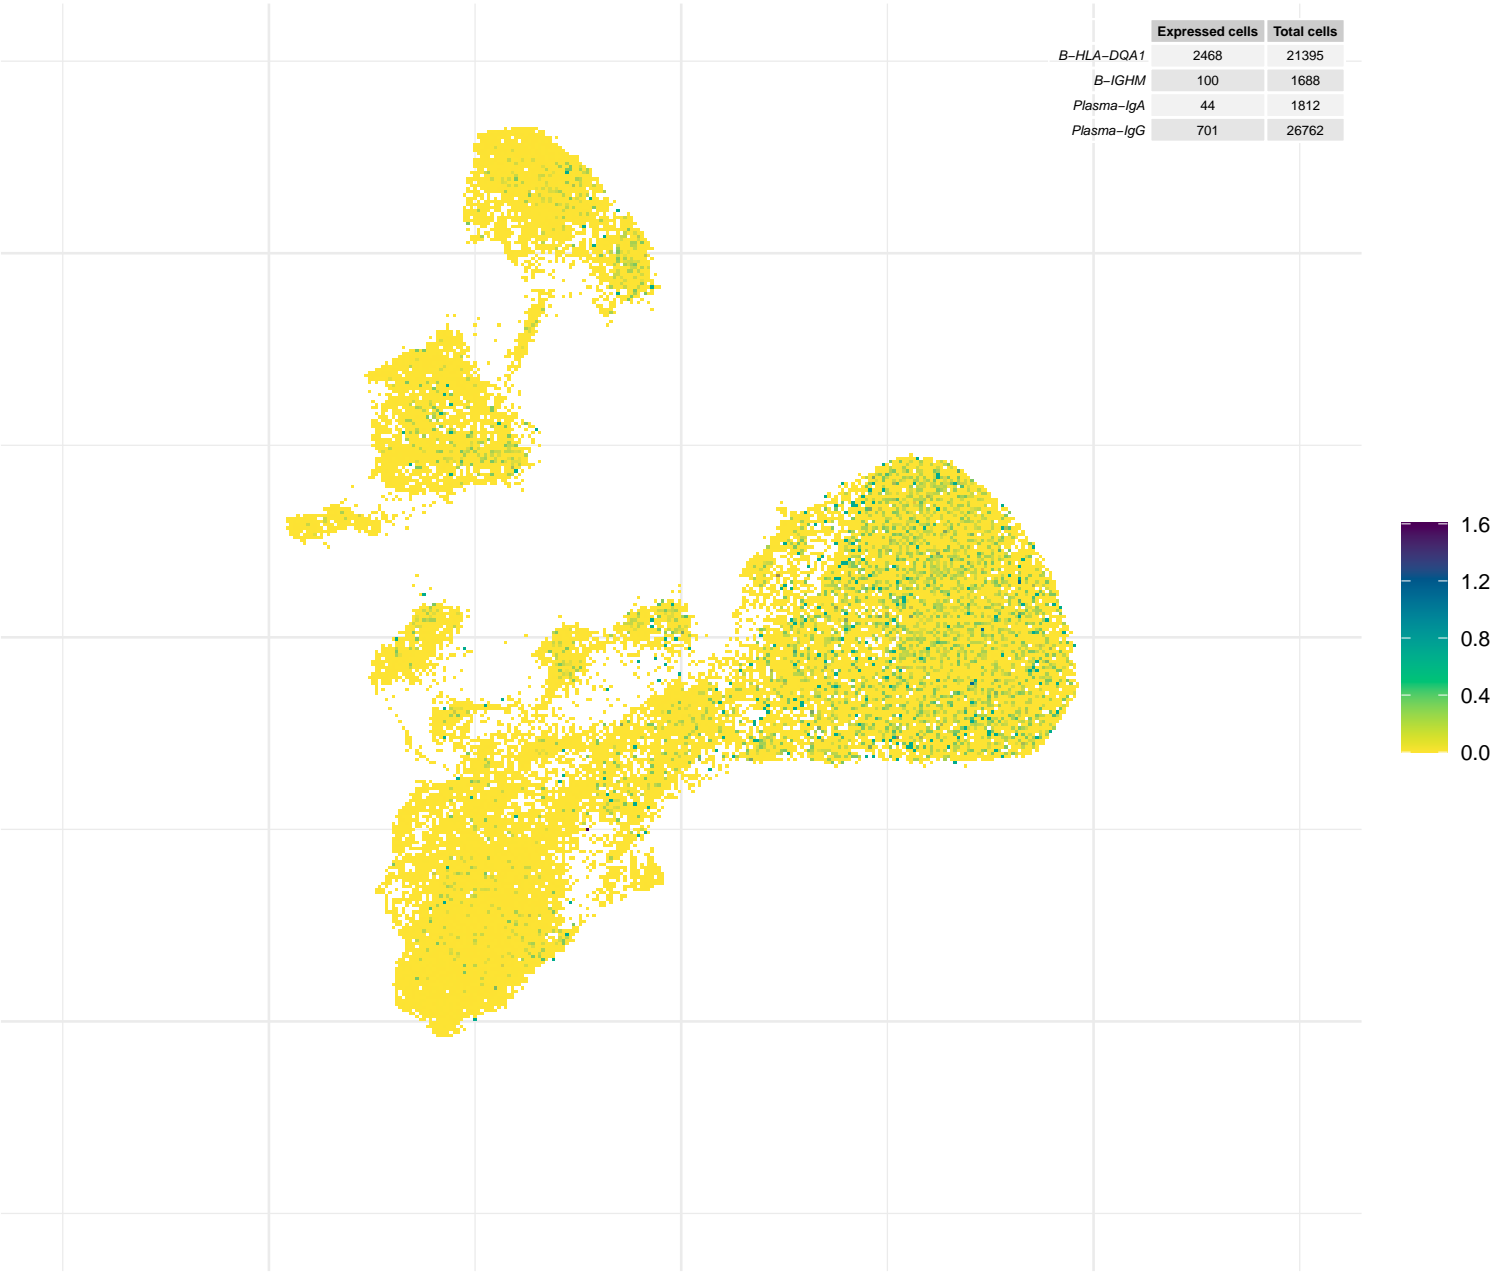 Expressed cells Total cells
B−HLA−DQA1 2468 21395
B−IGHM 100 1688
Plasma−IgA 44 1812
Plasma−IgG 701 26762
1.6
1.2
0.8
0.4
0.0